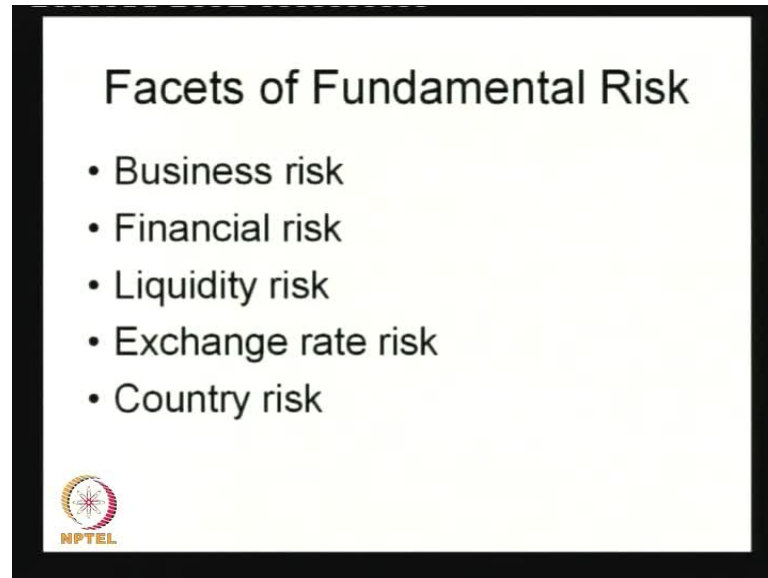 Facets of Fundamental Risk
• Business risk
• Financial risk
• Liquidity risk
• Exchange rate risk
• Country risk
NPTEL